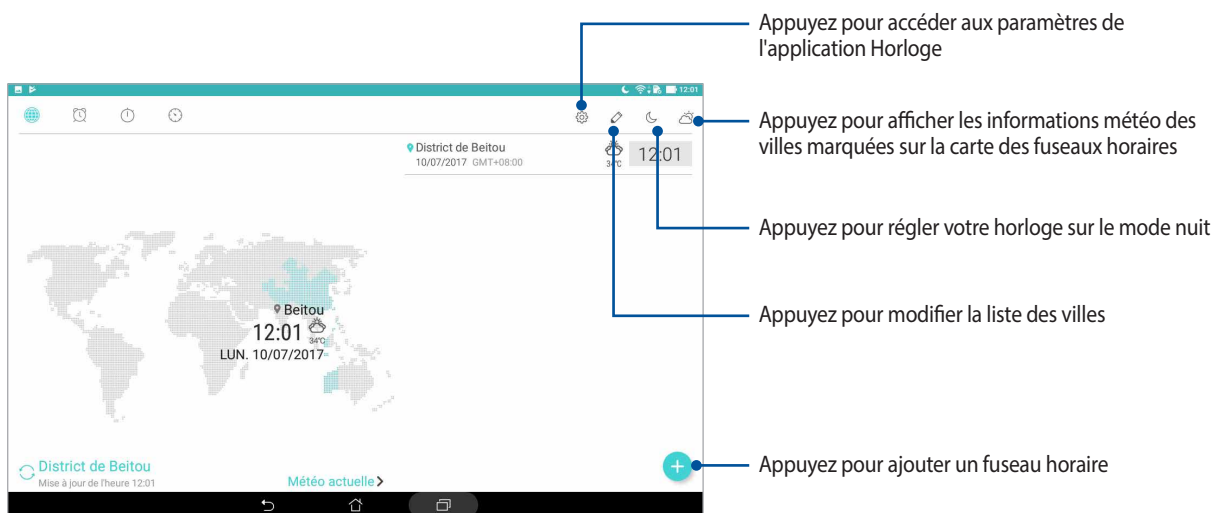 Appuyez pour accéder aux paramètres de
l'application Horloge
12:01
District de Beitou
10/07/2017 GMT+08:00
34°C
12:01
Appuyez pour afficher les informations météo des
villes marquées sur la carte des fuseaux horaires
Appuyez pour régler votre horloge sur le mode nuit
Beitou
12:01
34°C
LUN. 10/07/2017
Appuyez pour modifier la liste des villes
District de Beitou
Mise à jour de l'heure 12:01
Météo actuelle >
+
Appuyez pour ajouter un fuseau horaire